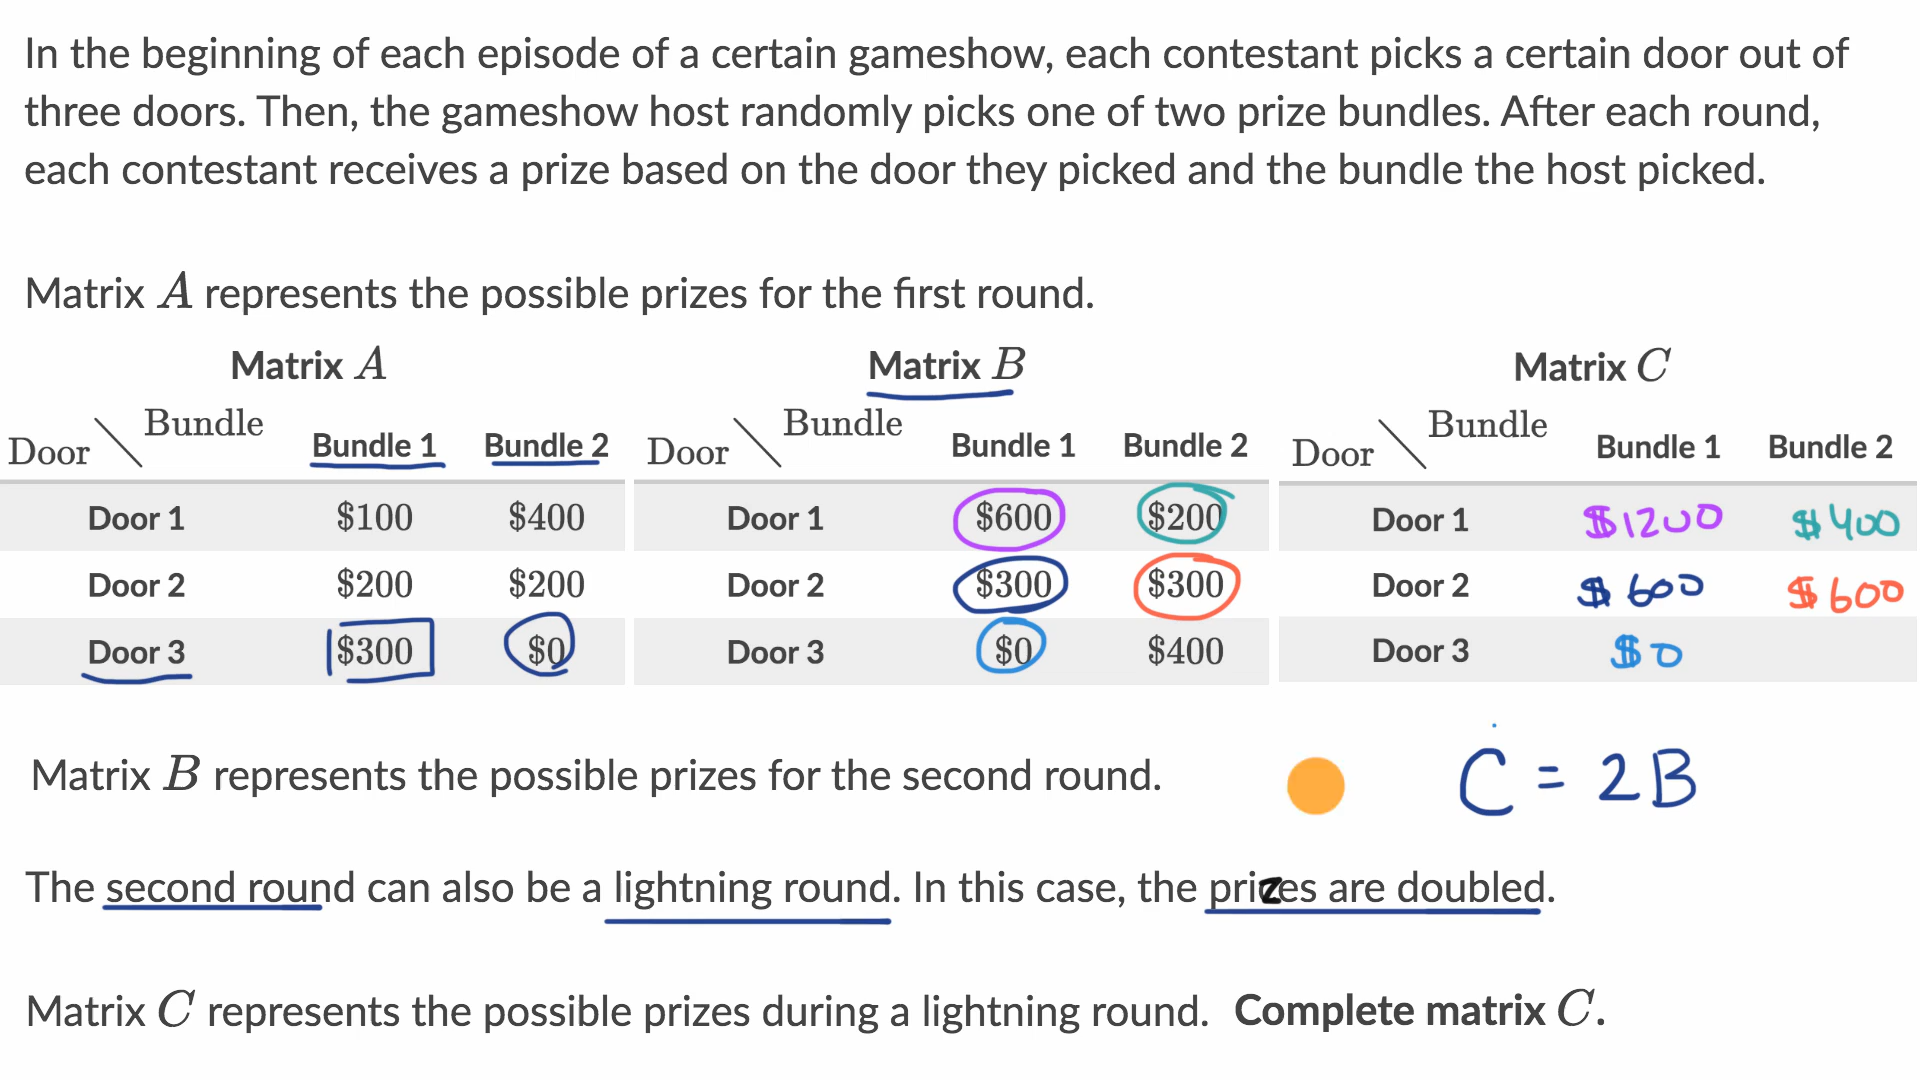 In the beginning of each episode of a certain gameshow, each contestant picks a certain door out of
three doors. Then, the gameshow host randomly picks one of two prize bundles. After each round,
each contestant receives a prize based on the door they picked and the bundle the host picked.
Matrix A represents the possible prizes for the first round.
Matrix A Matrix B Matrix C
Door \ Bundle Bundle 1 Bundle 2 Door \ Bundle Bundle 1 Bundle 2 Door \ Bundle Bundle 1 Bundle 2
Door 1 $100 $400 Door 1 $600 $200 Door 1 $1200 $400
Door 2 $200 $200 Door 2 $300 $300 Door 2 $600 $600
Door 3 $300 $0 Door 3 $0 $400 Door 3 $0
Matrix B represents the possible prizes for the second round. C = 2B
The second round can also be a lightning round. In this case, the prizes are doubled.
Matrix C represents the possible prizes during a lightning round. Complete matrix C.